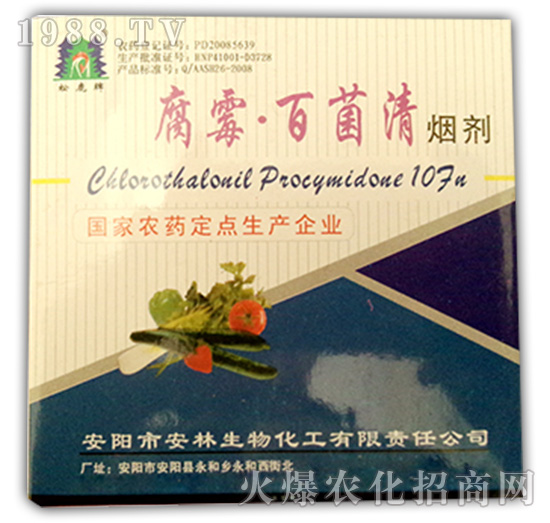 1988.TV
农药登记证号:PD20085639
生产批准证号:HNP41001-D3728
产品标准号:Q/AASH26-2008
松鹿牌
腐霉·百菌清烟剂
Chlorothalonil Procymidone 10Fn
国家农药定点生产企业
安阳市安林生物化工有限责任公司
厂址:安阳市安阳县永和乡永和西街北
火爆农化招商网